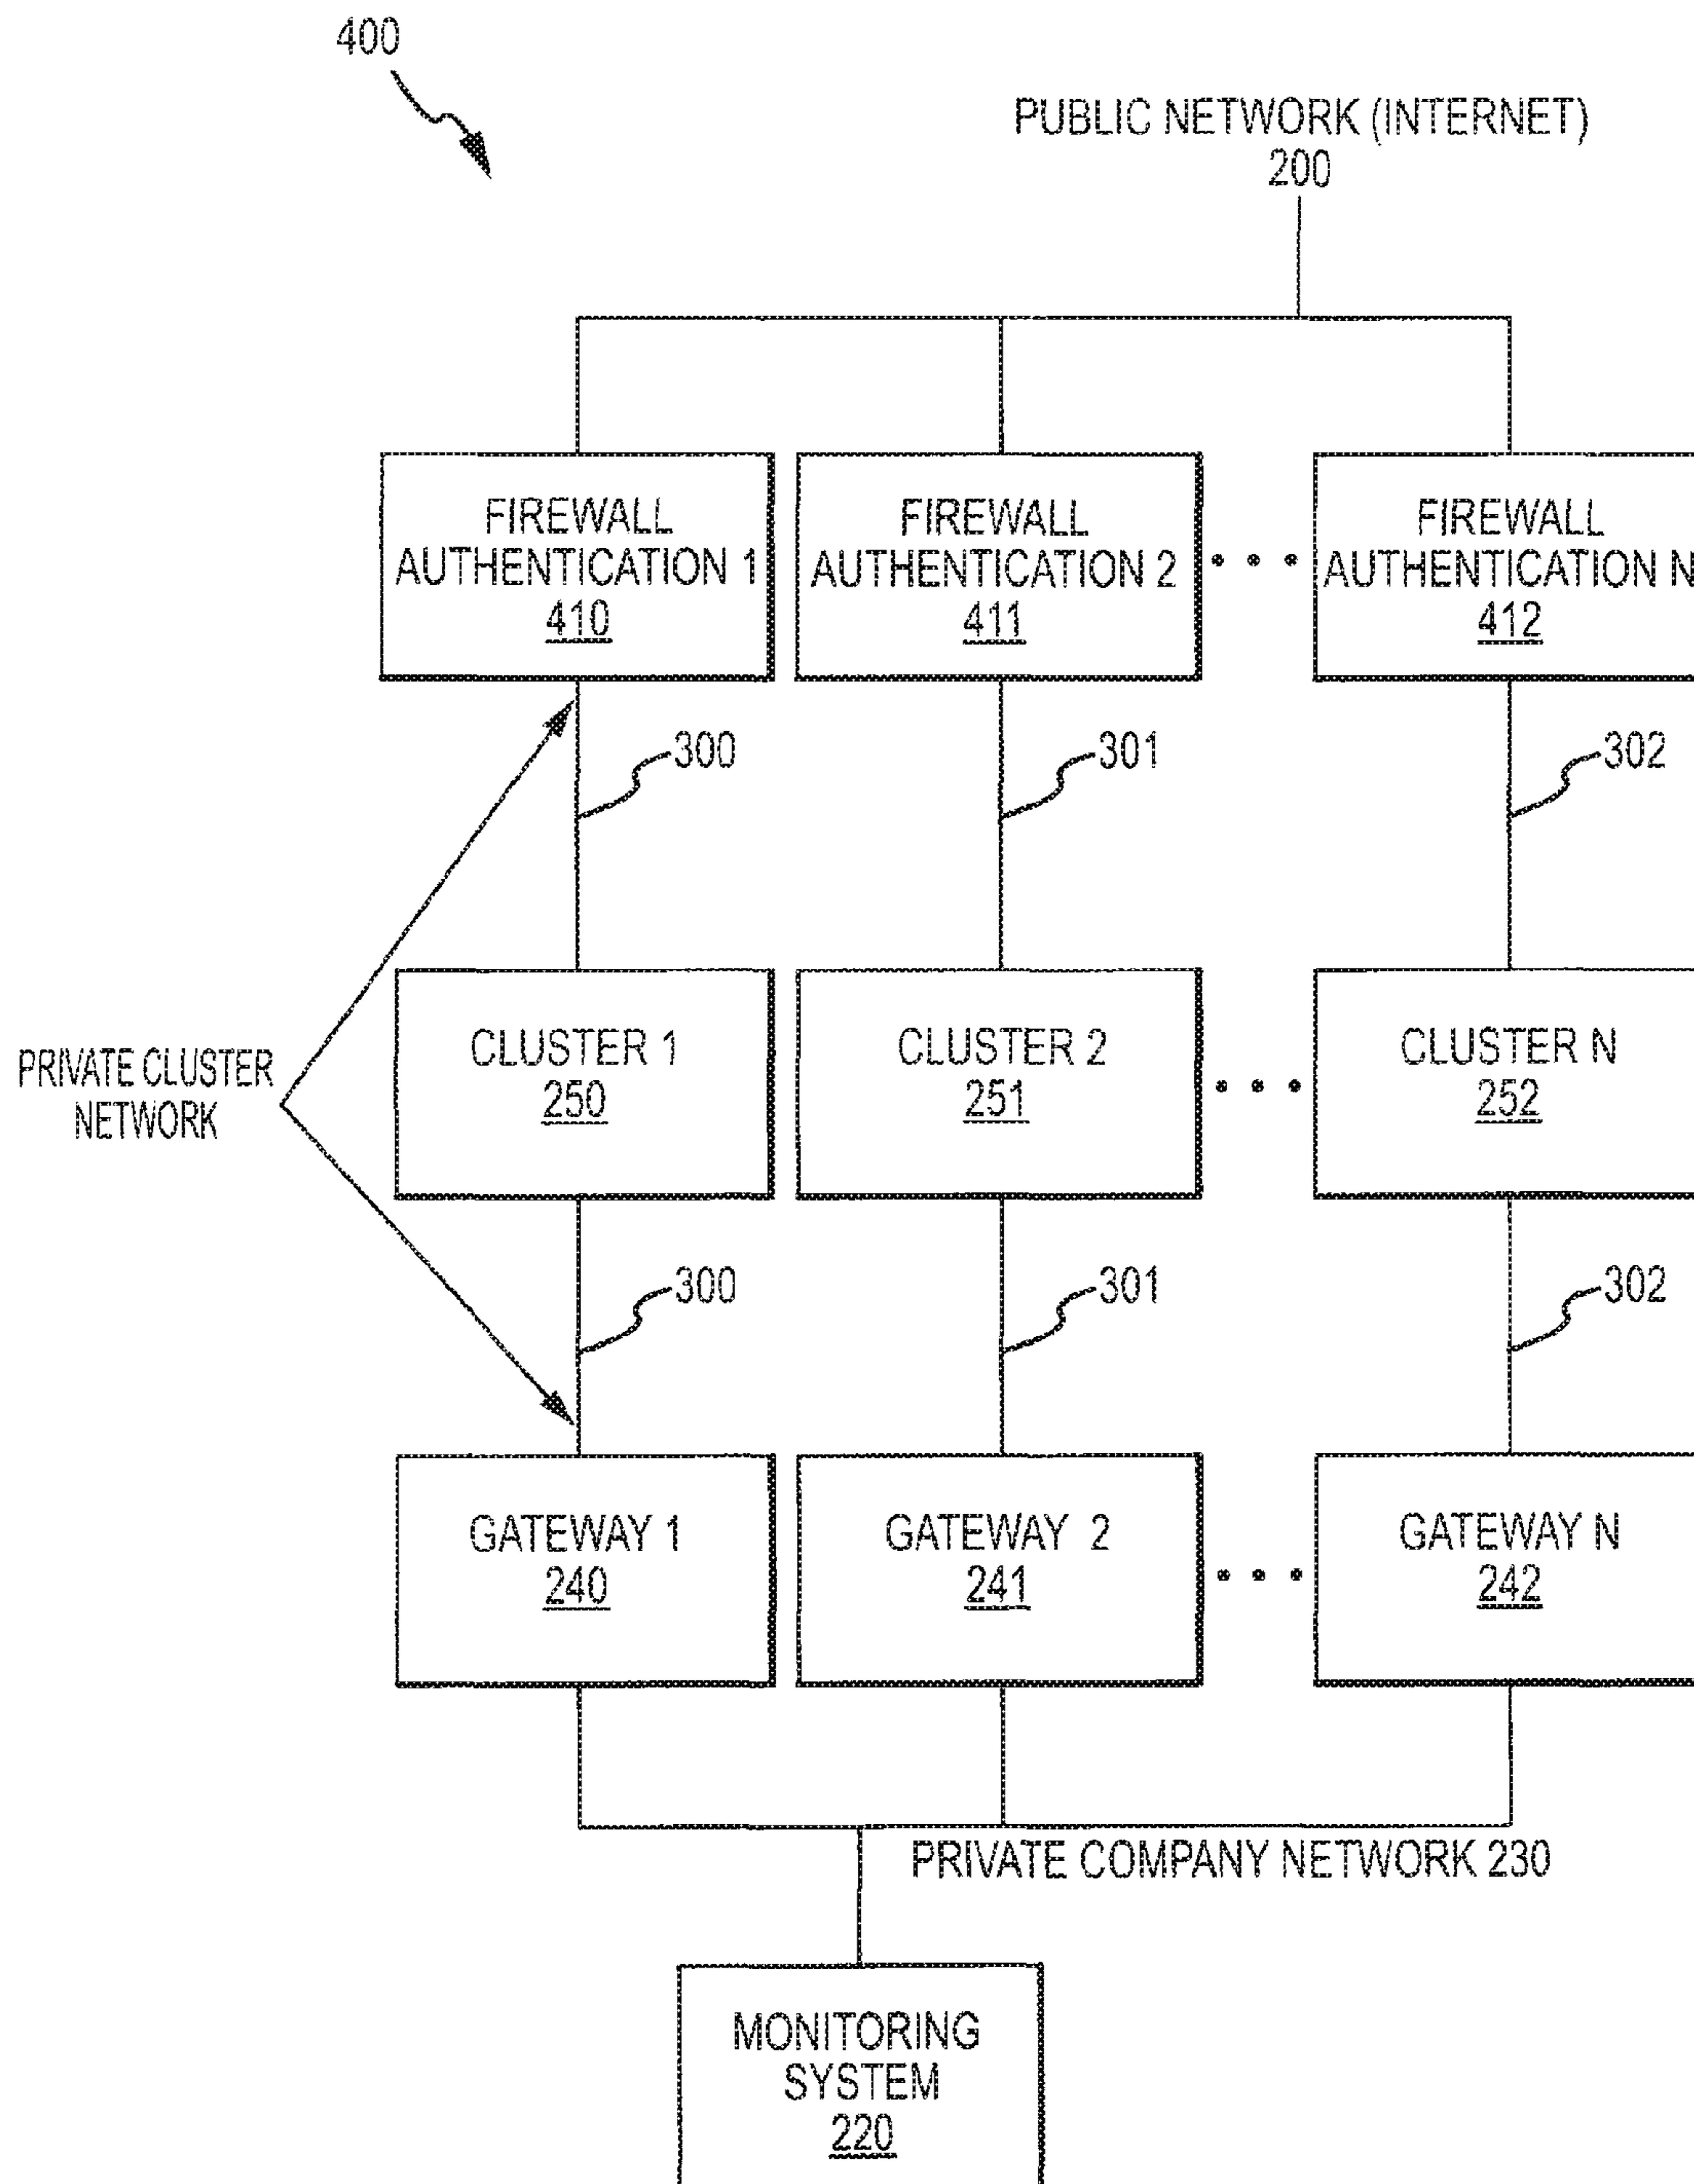 400
PUBLIC NETWORK (INTERNET)
200
FIREWALL
AUTHENTICATION 1
410
FIREWALL
AUTHENTICATION 2
411
FIREWALL
AUTHENTICATION N
412
300
301
302
PRIVATE CLUSTER
NETWORK
CLUSTER 1
250
CLUSTER 2
251
CLUSTER N
252
300
301
302
GATEWAY 1
240
GATEWAY 2
241
GATEWAY N
242
PRIVATE COMPANY NETWORK 230
MONITORING
SYSTEM
220